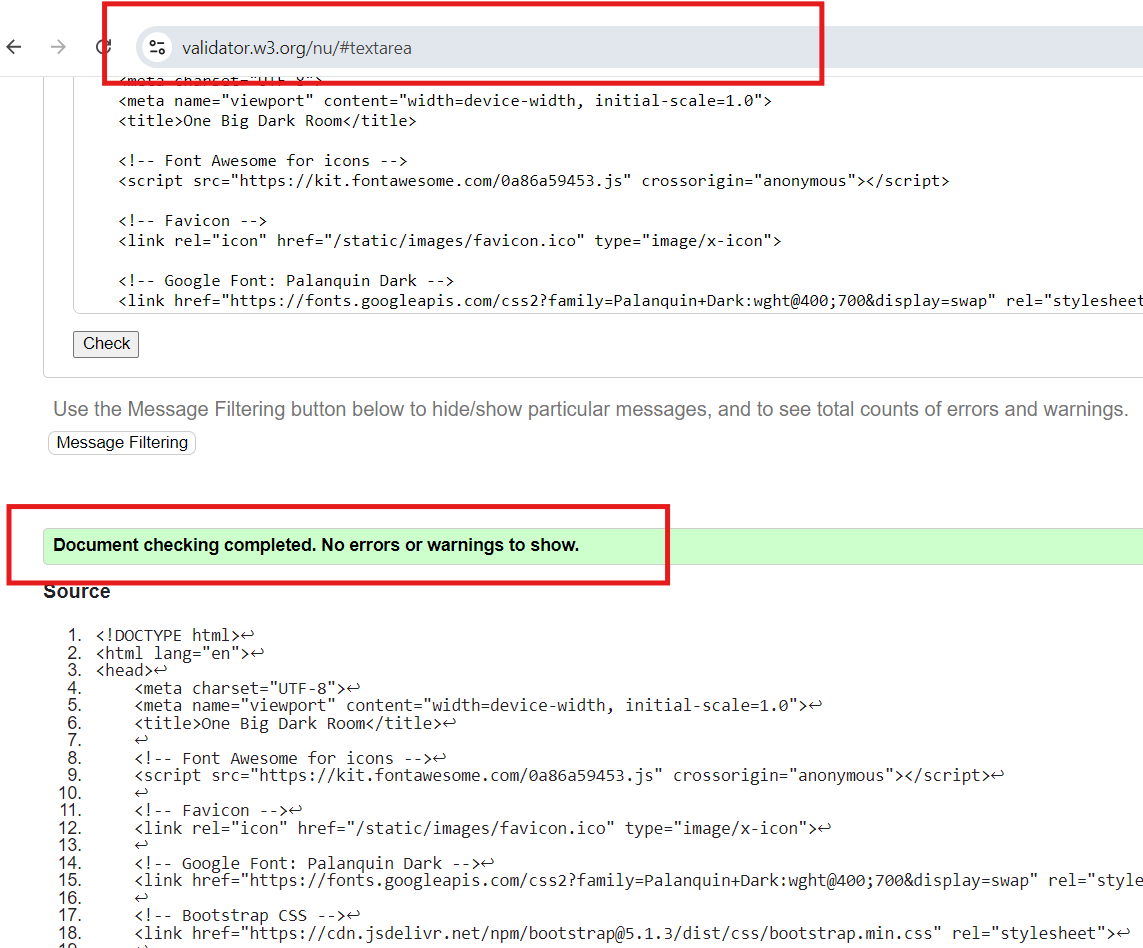 validator.w3.org/nu/#textarea
<meta charset="UTF-8">
<meta name="viewport" content="width=device-width, initial-scale=1.0">
<title>One Big Dark Room</title>
<!-- Font Awesome for icons -->
<script src="https://kit.fontawesome.com/0a86a59453.js" crossorigin="anonymous"></script>
<!-- Favicon -->
<link rel="icon" href="/static/images/favicon.ico" type="image/x-icon">
<!-- Google Font: Palanquin Dark -->
<link href="https://fonts.googleapis.com/css2?family=Palanquin+Dark:wght@400;700&display=swap" rel="stylesheet
Check
Use the Message Filtering button below to hide/show particular messages, and to see total counts of errors and warnings.
Message Filtering
Document checking completed. No errors or warnings to show.
Source
1. <!DOCTYPE html>↩
2. <html lang="en">↩
3. <head>↩
4. <meta charset="UTF-8">↩
5. <meta name="viewport" content="width=device-width, initial-scale=1.0">↩
6. <title>One Big Dark Room</title>↩
7. ↩
8. <!-- Font Awesome for icons -->↩
9. <script src="https://kit.fontawesome.com/0a86a59453.js" crossorigin="anonymous"></script>↩
10. ↩
11. <!-- Favicon -->↩
12. <link rel="icon" href="/static/images/favicon.ico" type="image/x-icon">↩
13. ↩
14. <!-- Google Font: Palanquin Dark -->↩
15. <link href="https://fonts.googleapis.com/css2?family=Palanquin+Dark:wght@400;700&display=swap" rel="style
16. ↩
17. <!-- Bootstrap CSS -->↩
18. <link href="https://cdn.jsdelivr.net/npm/bootstrap@5.1.3/dist/css/bootstrap.min.css" rel="stylesheet">↩
19.